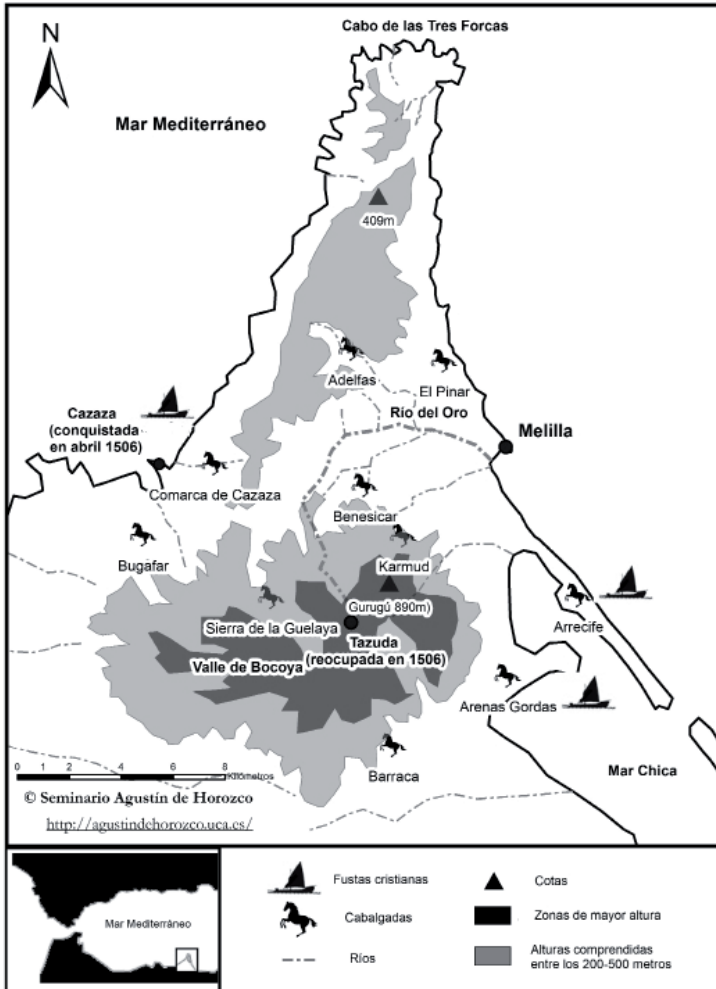 Cabo de las Tres Forcas
N
Mar Mediterráneo
409m
Adelfas
El Pinar
Río del Oro
Cazaza
(conquistada
en abril 1506)
Melilla
Comarca de Cazaza
Benesicar
Bugafar
Karmud
Gurugú 890m)
Arrecife
Sierra de la Guelaya
Tazuda
(reocupada en 1506)
Valle de Bocoya
Arenas Gordas
Barraca
Mar Chica
0 1 2 4 6 8
Kilómetros
© Seminario Agustín de Horozco
http://agustindehorozco.uca.es/
Mar Mediterráneo
Fustas cristianas
Cabalgadas
Ríos
Cotas
Zonas de mayor altura
Alturas comprendidas
entre los 200-500 metros